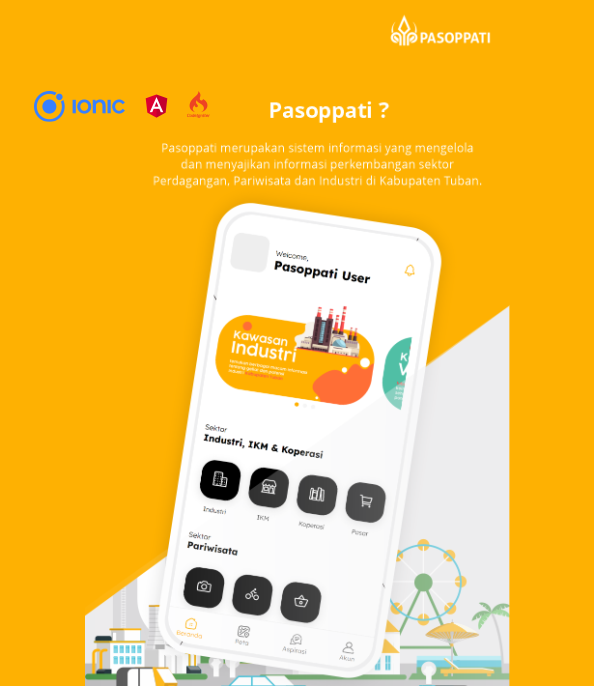 PASOPPATI
IONIC
Pasoppati ?
Pasoppati merupakan sistem informasi yang mengelola
dan menyajikan informasi perkembangan sektor
Perdagangan, Pariwisata dan Industri di Kabupaten Tuban.
Welcome,
Pasoppati User
Kawasan
Industri
Sektor
Industri, IKM & Koperasi
Industri
IKM
Koperasi
Pasar
Sektor
Pariwisata
Beranda
Peta
Aspirasi
Akun